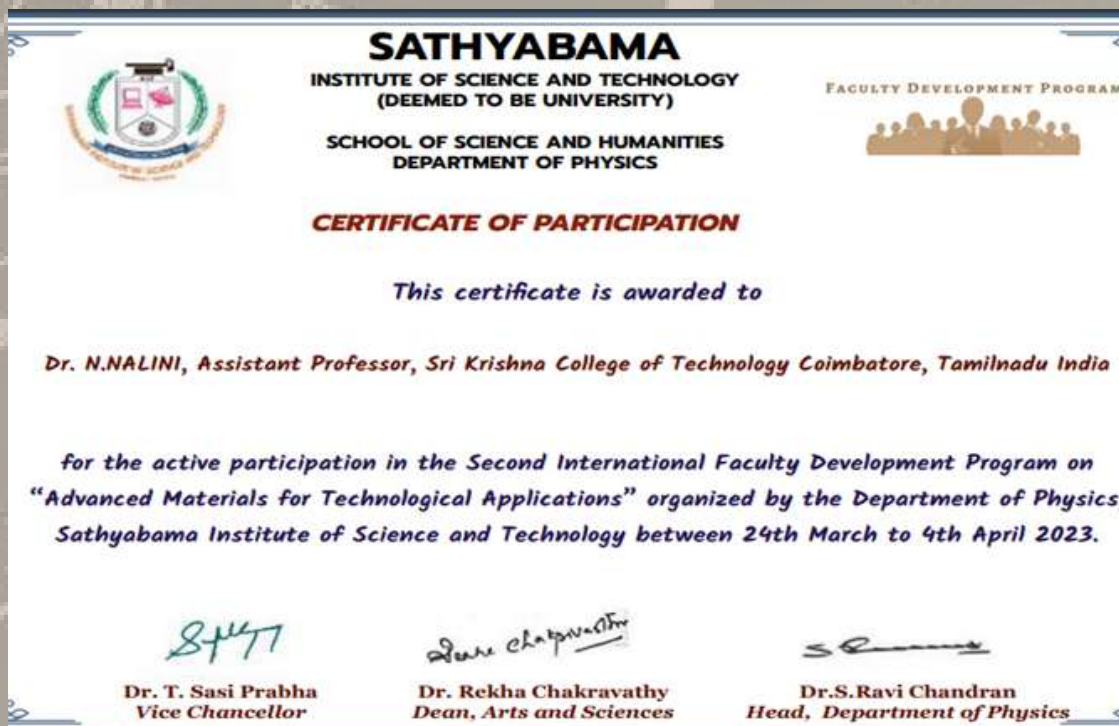 SATHYABAMA
INSTITUTE OF SCIENCE AND TECHNOLOGY
(DEEMED TO BE UNIVERSITY)
SCHOOL OF SCIENCE AND HUMANITIES
DEPARTMENT OF PHYSICS
FACULTY DEVELOPMENT PROGRAM
CERTIFICATE OF PARTICIPATION
This certificate is awarded to
Dr. N.NALINI, Assistant Professor, Sri Krishna College of Technology Coimbatore, Tamilnadu India
for the active participation in the Second International Faculty Development Program on
“Advanced Materials for Technological Applications” organized by the Department of Physics
Sathyabama Institute of Science and Technology between 24th March to 4th April 2023.
Dr. T. Sasi Prabha
Vice Chancellor
Dr. Rekha Chakravathy
Dean, Arts and Sciences
Dr.S.Ravi Chandran
Head, Department of Physics